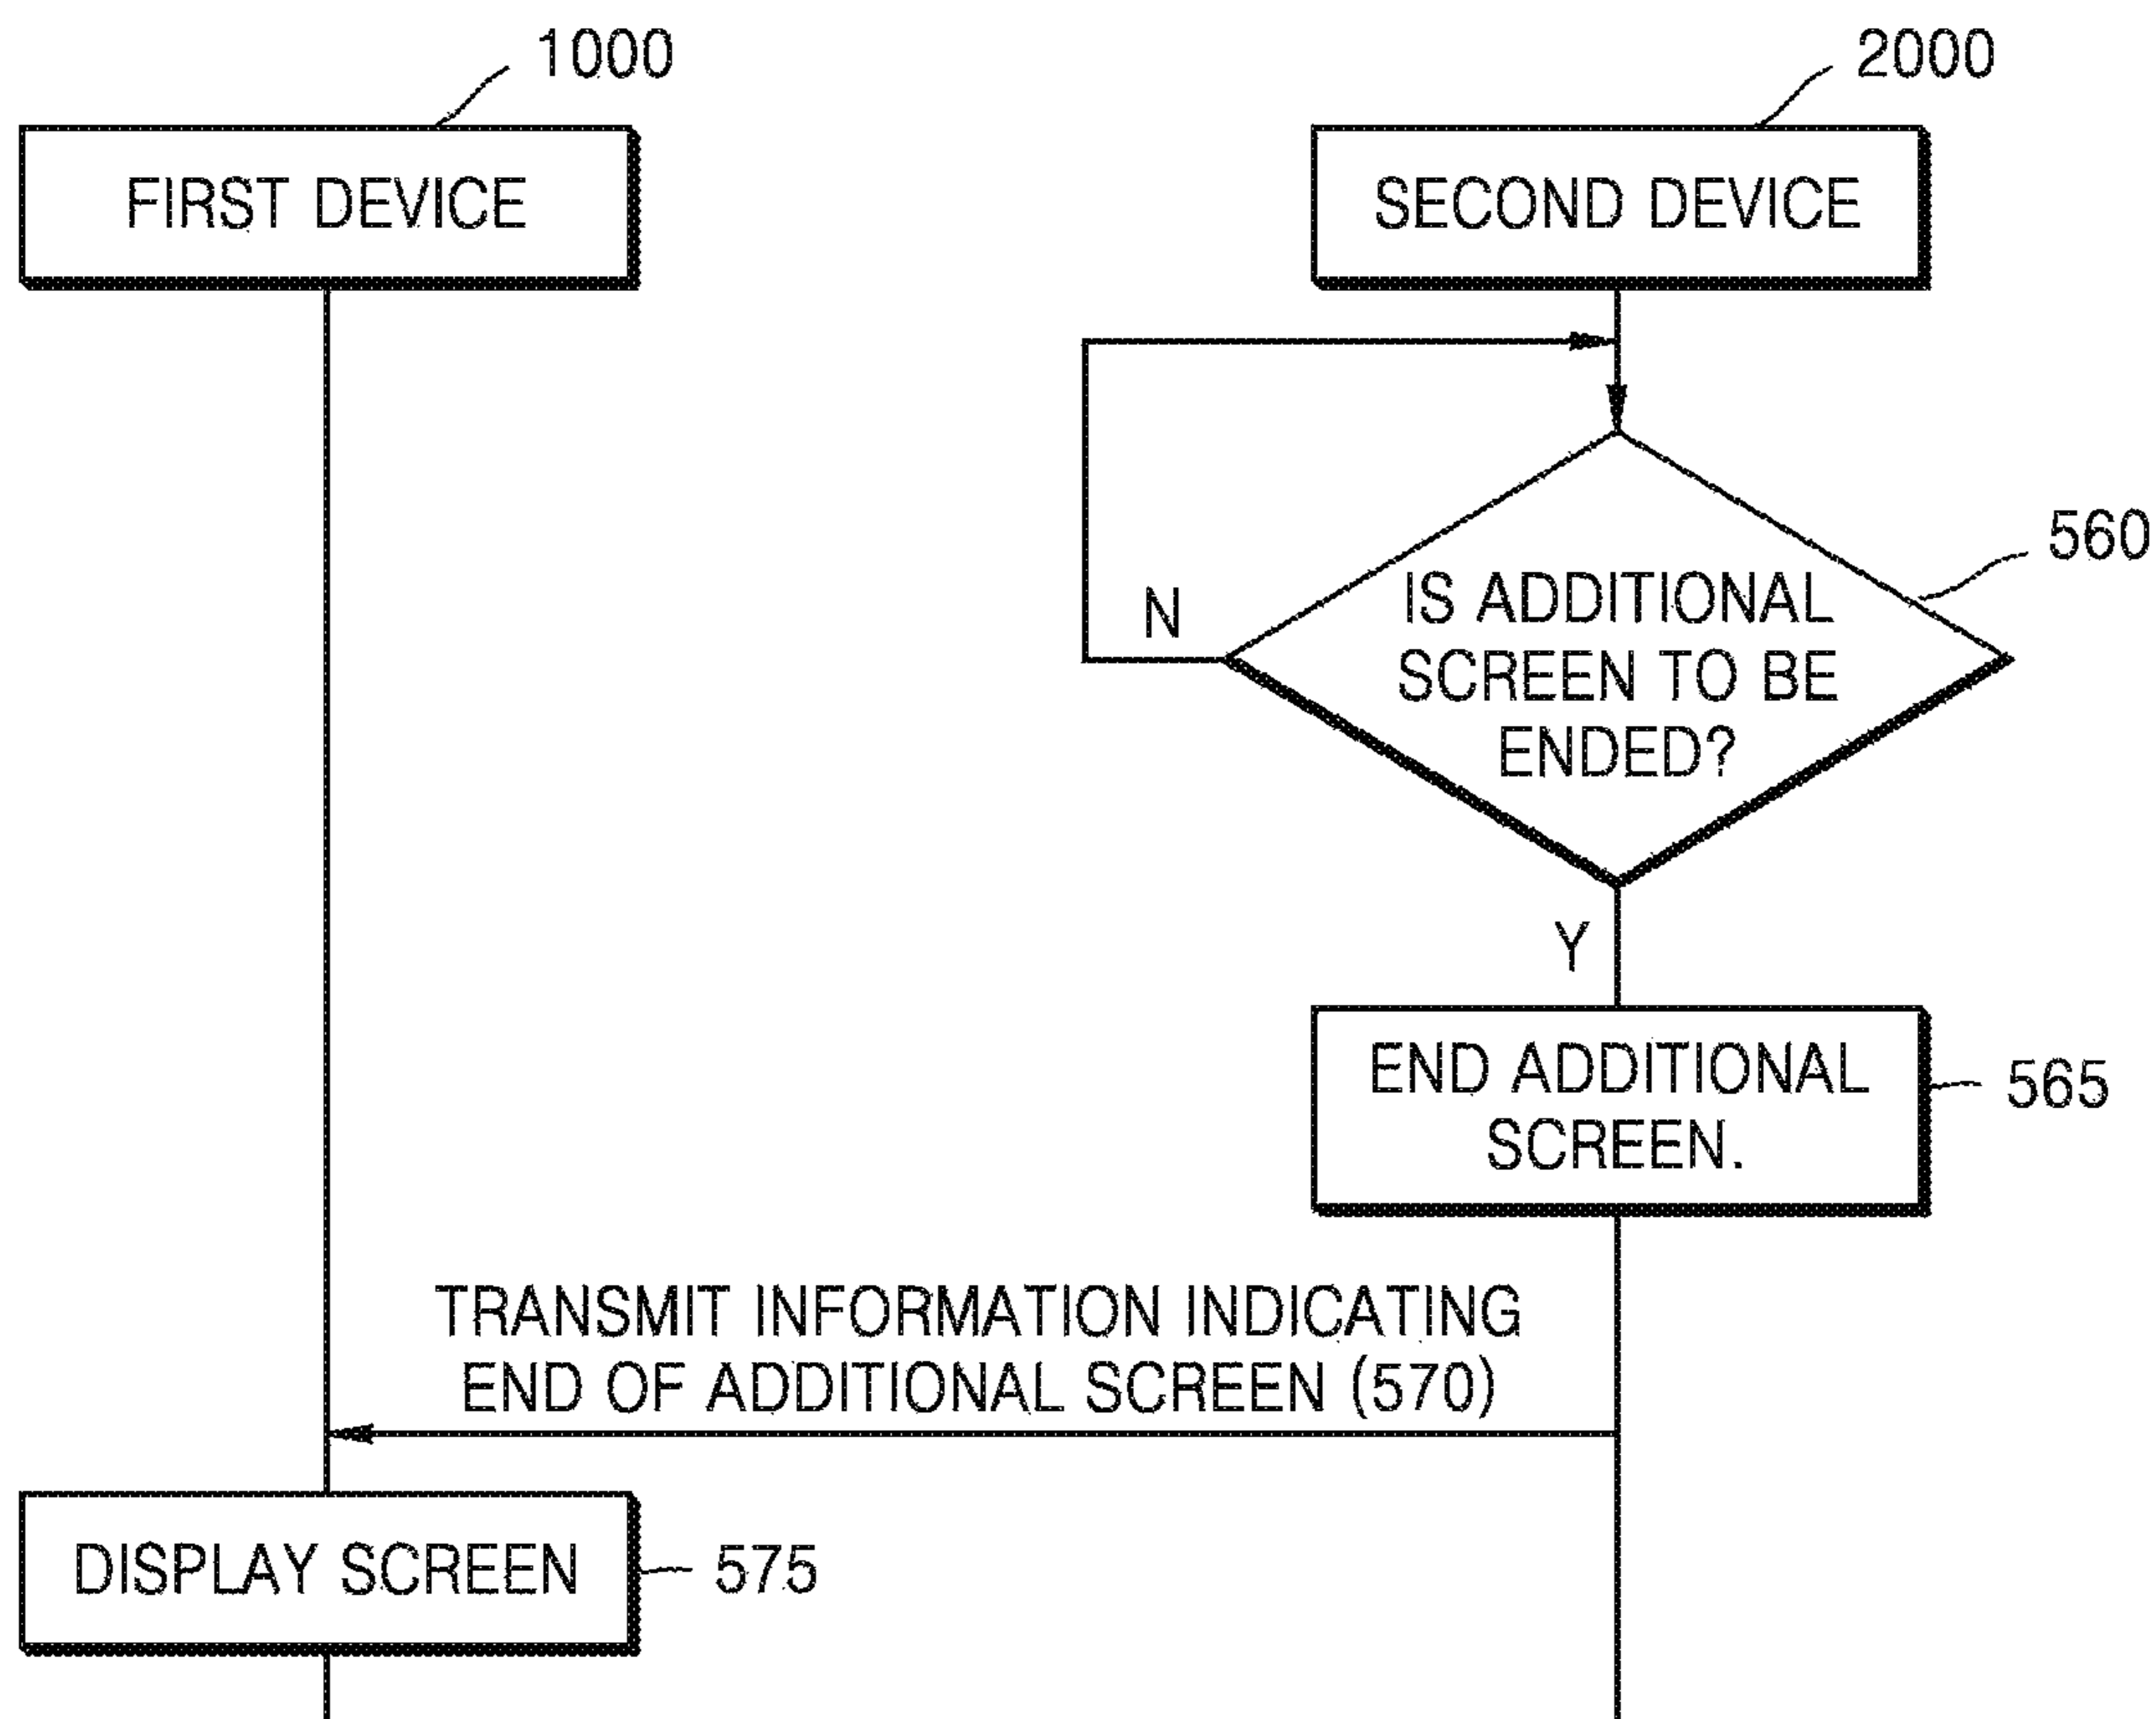 1000
2000
FIRST DEVICE
SECOND DEVICE
560
N
IS ADDITIONAL
SCREEN TO BE
ENDED?
Y
END ADDITIONAL
SCREEN.
565
TRANSMIT INFORMATION INDICATING
END OF ADDITIONAL SCREEN (570)
DISPLAY SCREEN
575